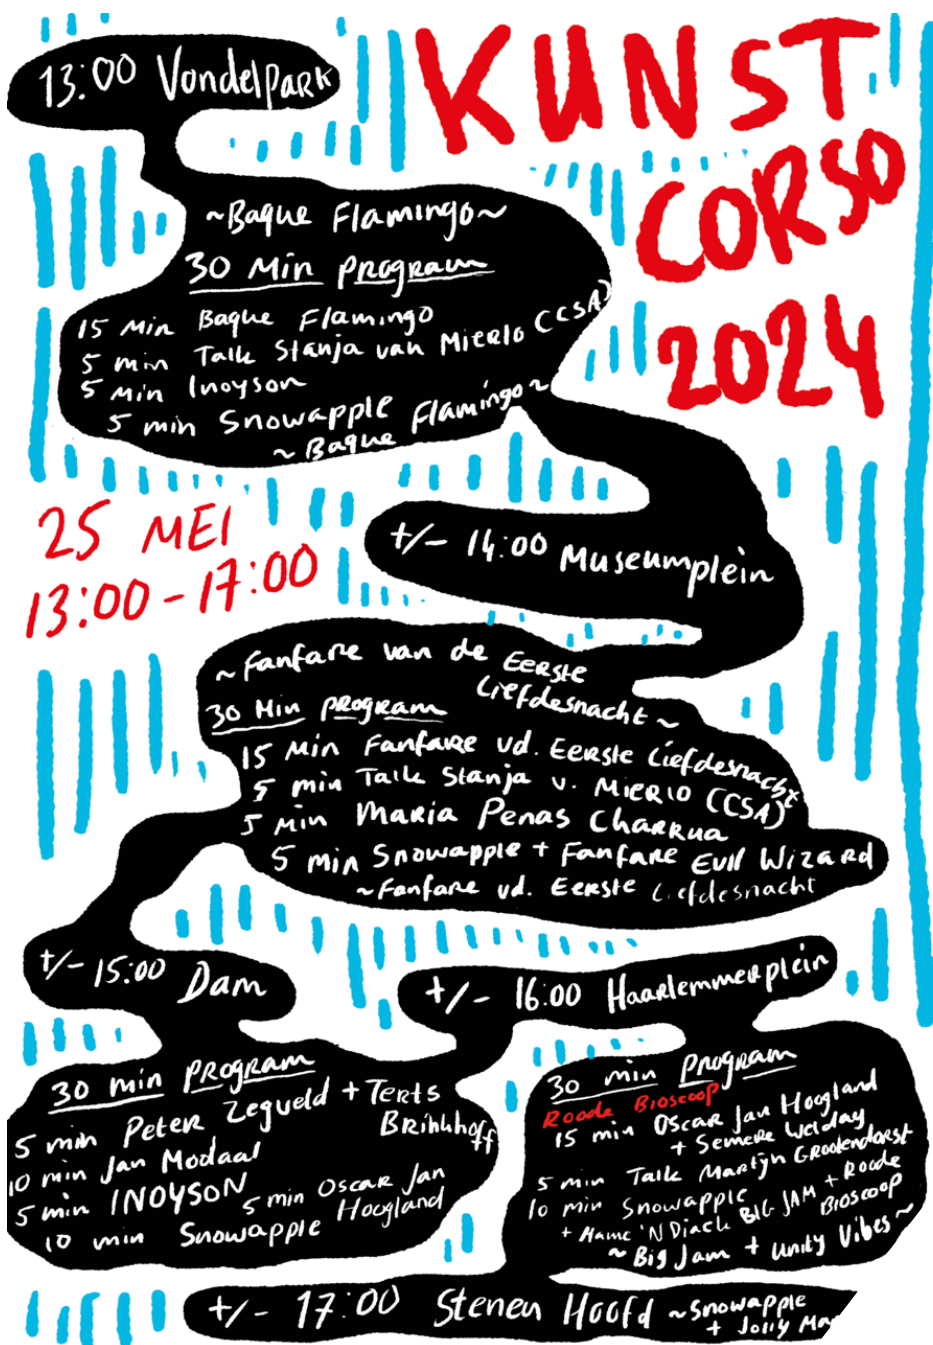 13:00 Vondelpark
KUNST
CORSO
2024
~Baque Flamingo~
30 Min Program
15 Min Baque Flamingo
5 min Talk Stanja van Mierlo (CCSA)
5 Min Inoyson
5 min Snowapple
~ Baque Flamingo~
25 MEI
13:00-17:00
+/- 14:00 Museumplein
~Fanfare van de Eerste
Liefdesnacht~
30 Min program
15 Min Fanfare vd. Eerste Liefdesnacht
5 min Talk Stanja v. Mierlo (CCSA)
5 Min Maria Penas Charrua
5 min Snowapple + Fanfare Evil Wizard
~Fanfare vd. Eerste Liefdesnacht
+/- 15:00 Dam
30 min Program
5 min Peter Zegveld + Terts
Brinkhoff
10 min Jan Modaal
5 min INOYSON
5 min Oscar Jan
Hoogland
10 min Snowapple
+/- 16:00 Haarlemmerplein
30 min Program
Roode Bioscoop
15 min Oscar Jan Hoogland
+ Semere Welday
5 min Talk Martijn Grootendorst
10 min Snowapple
+ Mame 'N Diack BIG JAM + Roode
Bioscoop
~ Big Jam + Unity Vibes ~
+/- 17:00 Stenen Hoofd ~Snowapple
+ Jolly